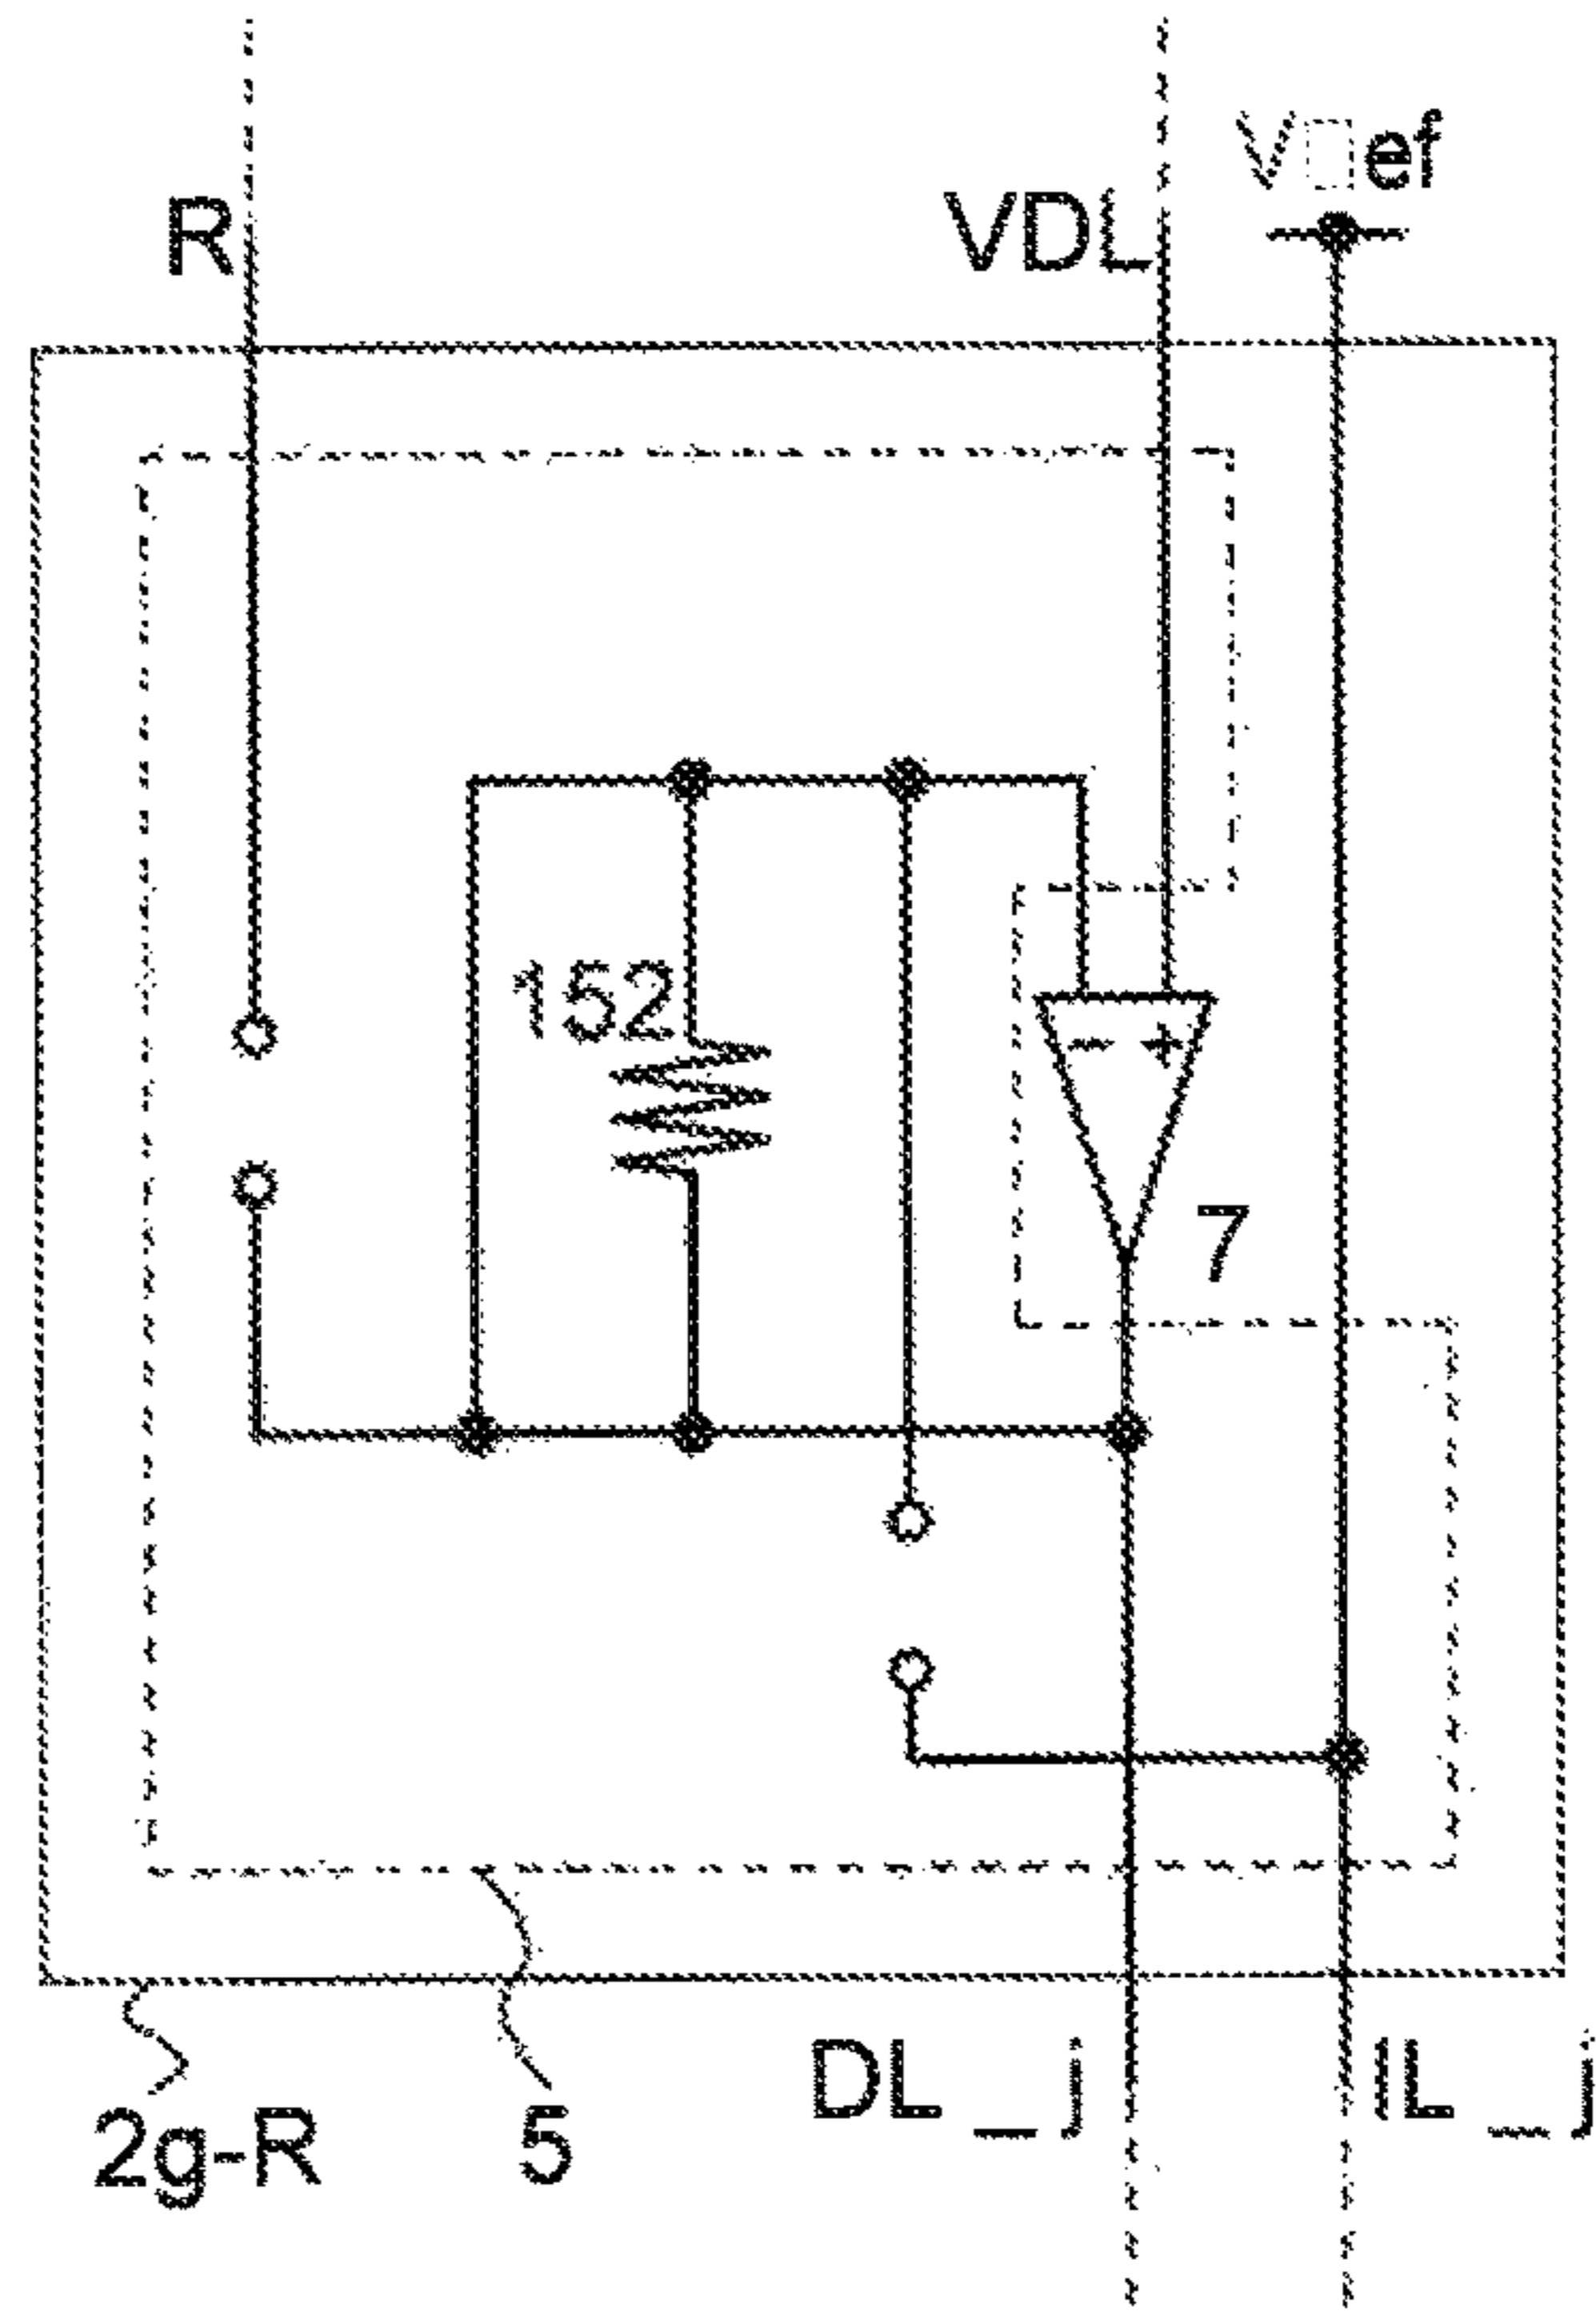 V□ef
R
VDL
152
- +
7
DL_j
IL_j
2g-R
5